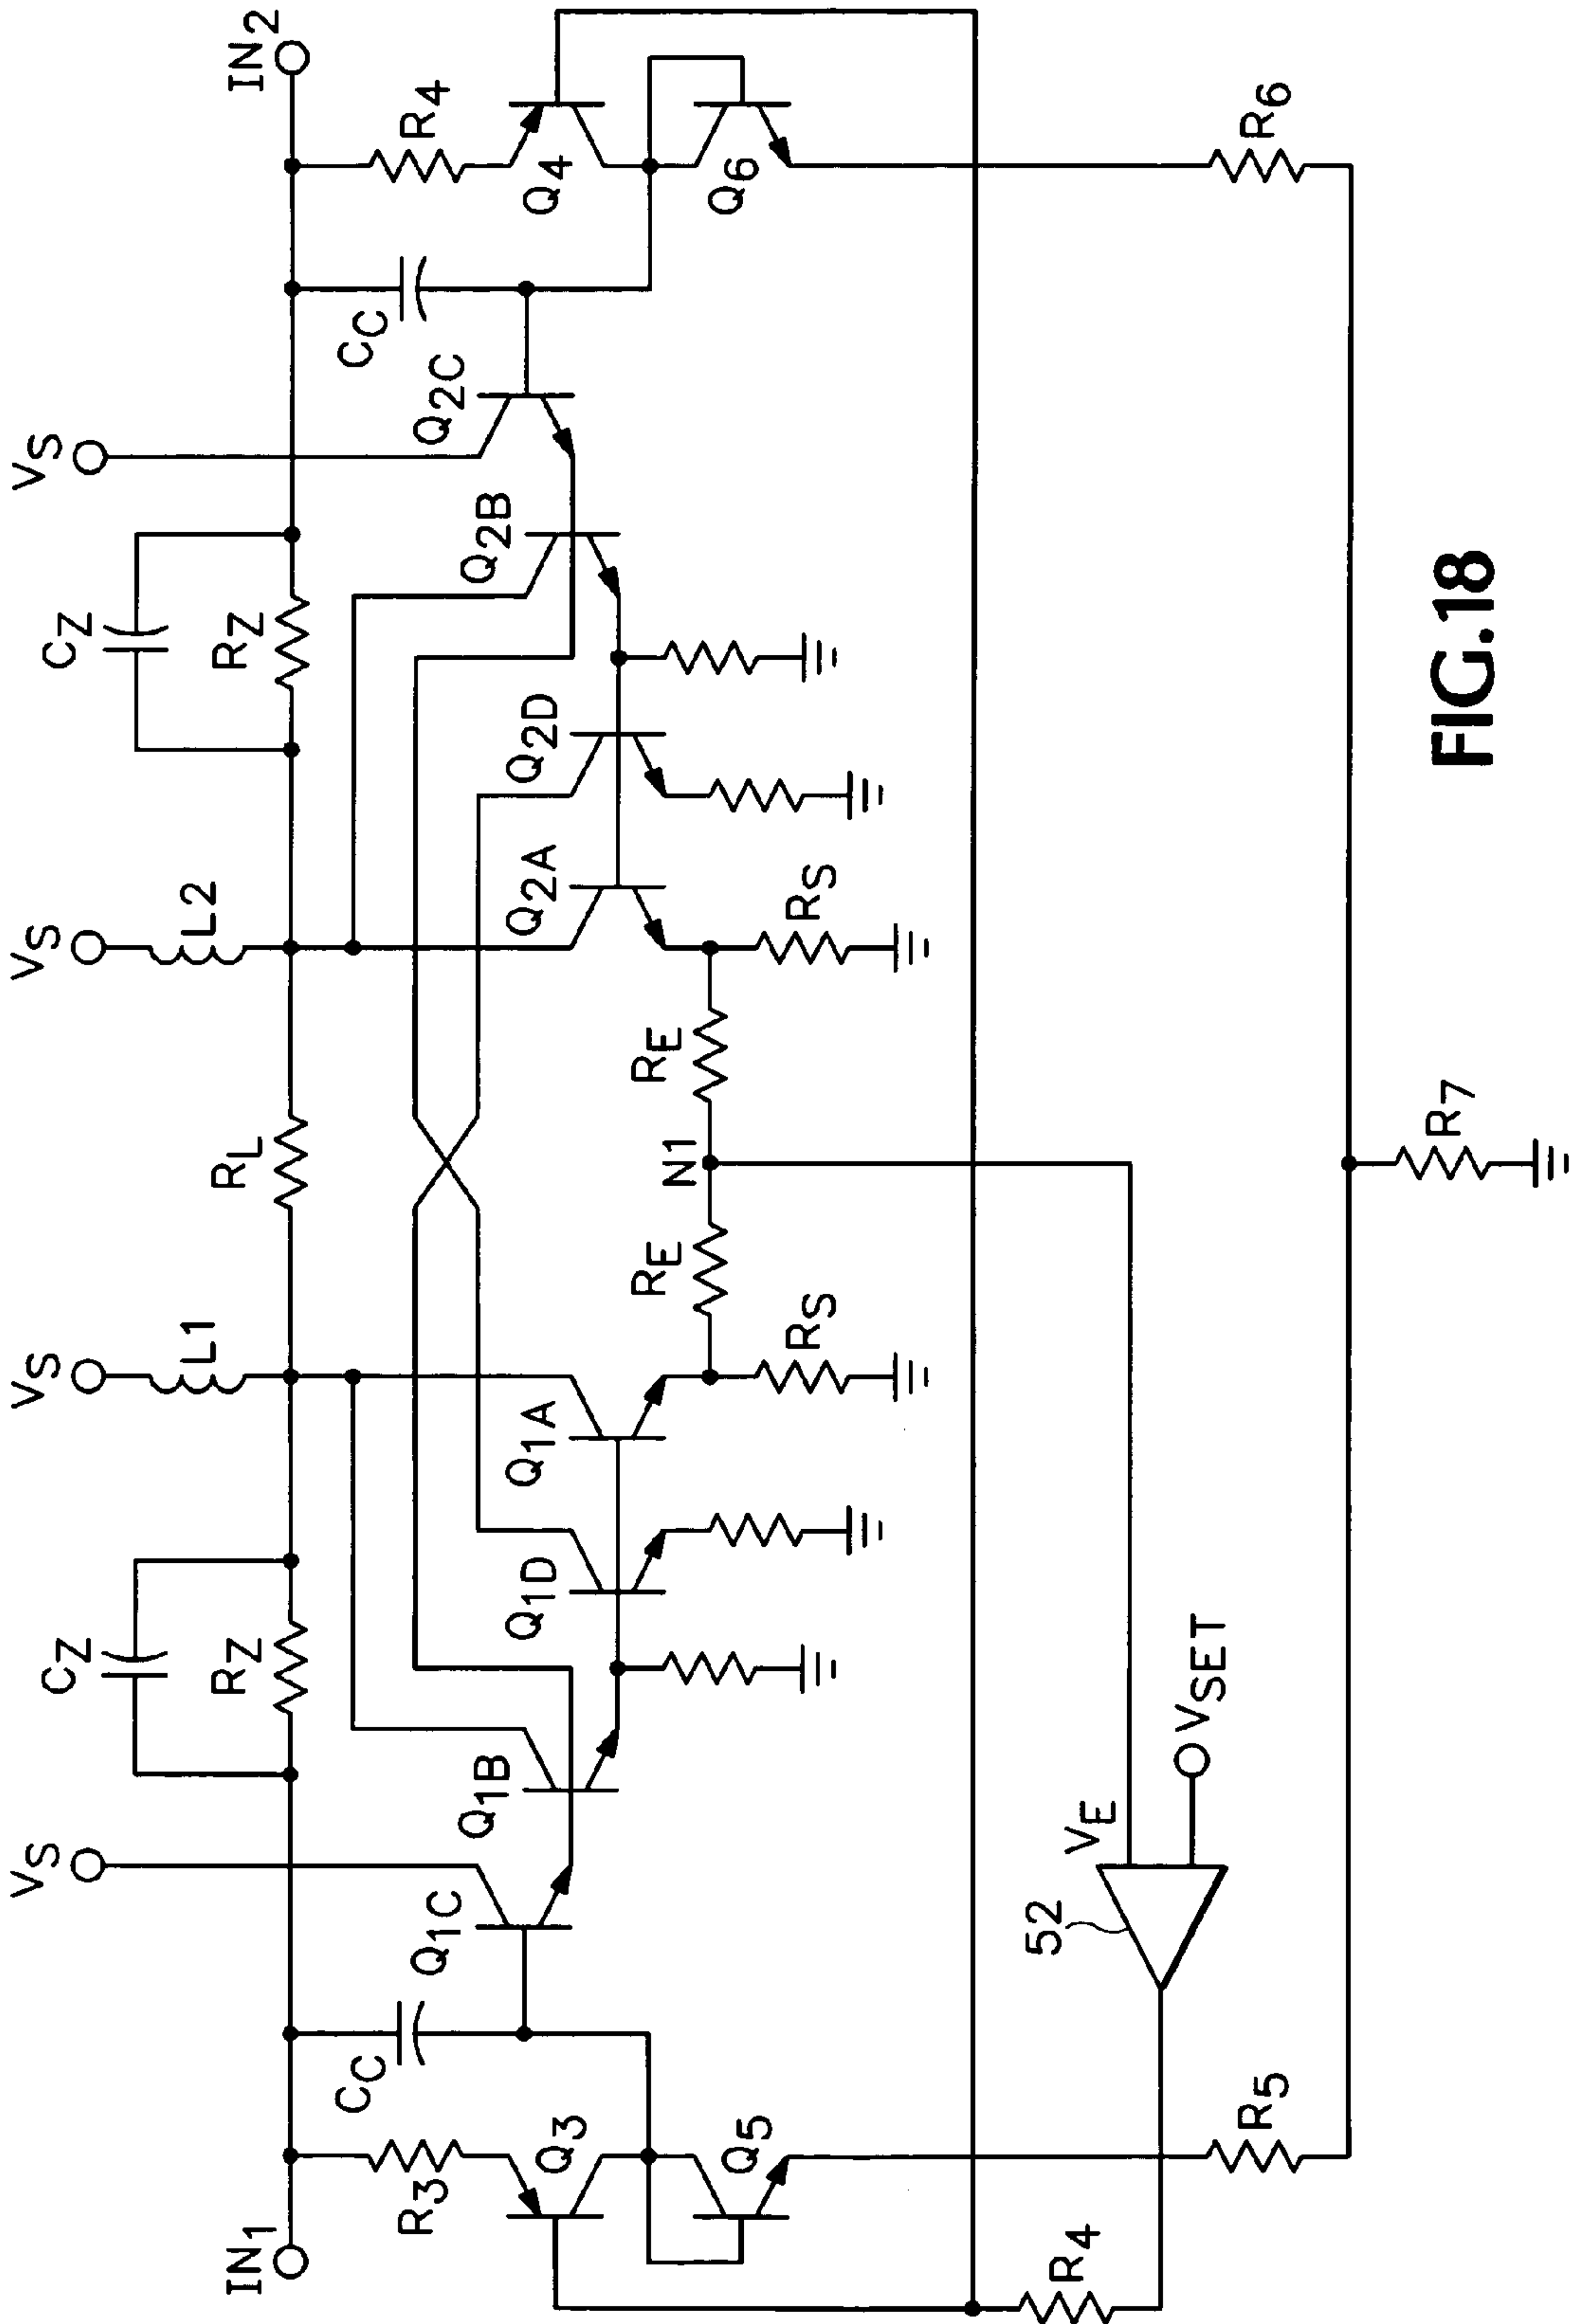 IN1
IN2
VS
VS
VS
VS
CZ
CZ
L1
L2
RZ
RL
RZ
CC
CC
R3
R4
Q1C
Q2C
Q1B
Q2B
Q3
Q4
Q1D
Q1A
Q2A
Q2D
Q5
Q6
RE
N1
RE
RS
RS
R4
52
VE
VSET
R5
R6
R7
FIG.18